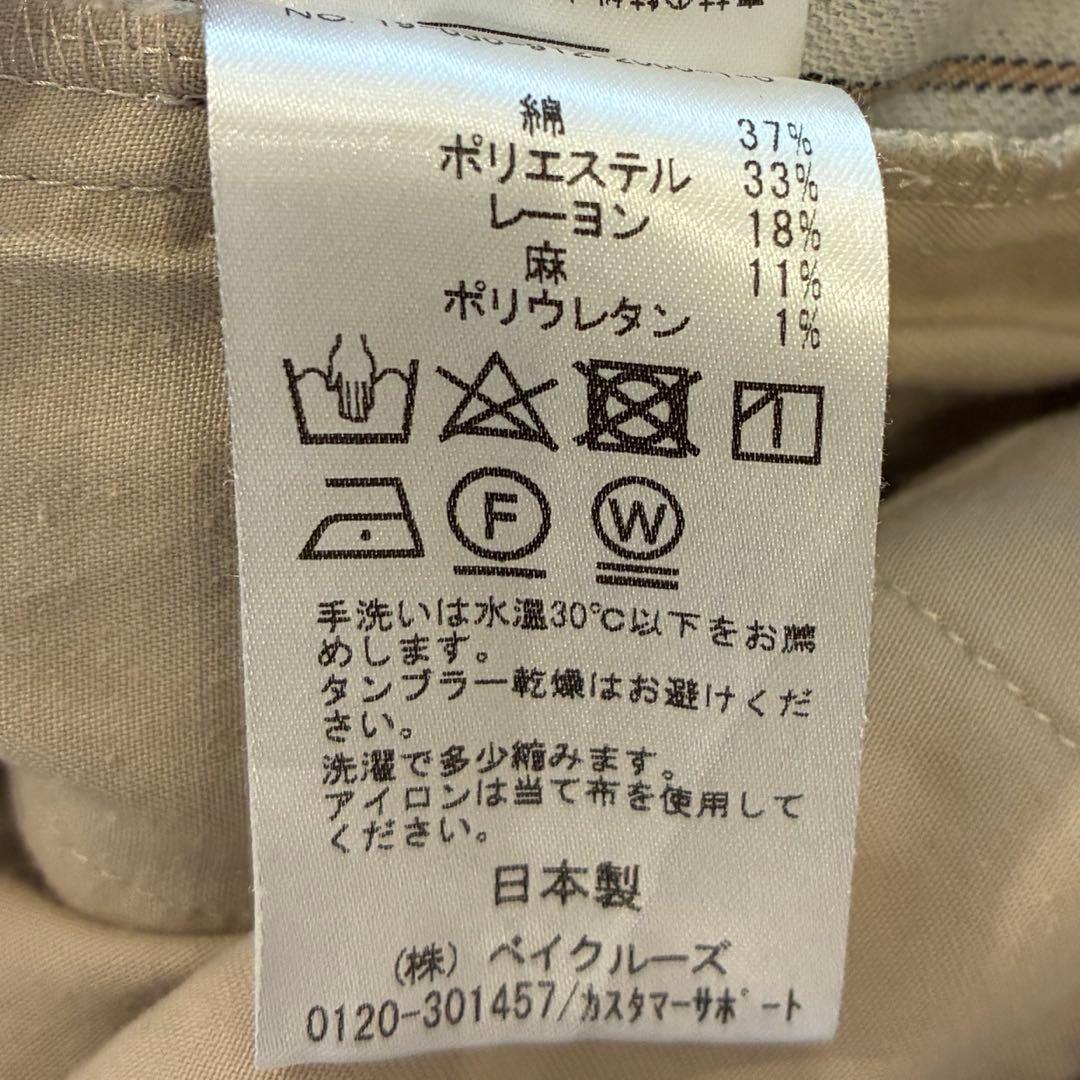 綿 37%
ポリエステル 33%
レーヨン 18%
麻 11%
ポリウレタン 1%
F W
手洗いは水温30℃以下をお薦
めします。
タンブラー乾燥はお避けくだ
さい。
洗濯で多少縮みます。
アイロンは当て布を使用して
ください。
日本製
(株) ベイクルーズ
0120-301457/カスタマーサポート